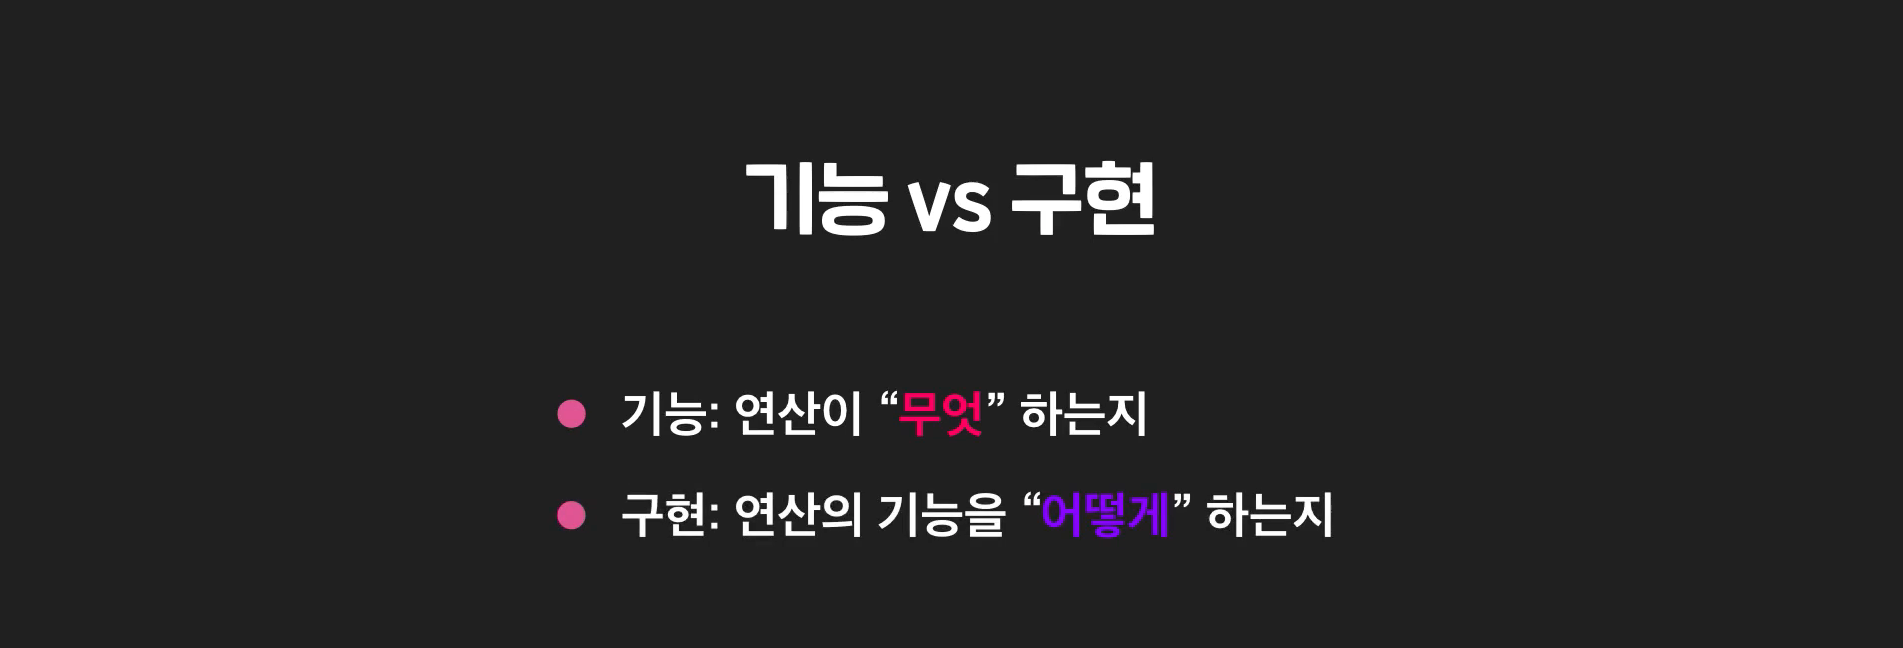 기능 vs 구현
기능: 연산이 “무엇” 하는지
구현: 연산의 기능을 “어떻게” 하는지